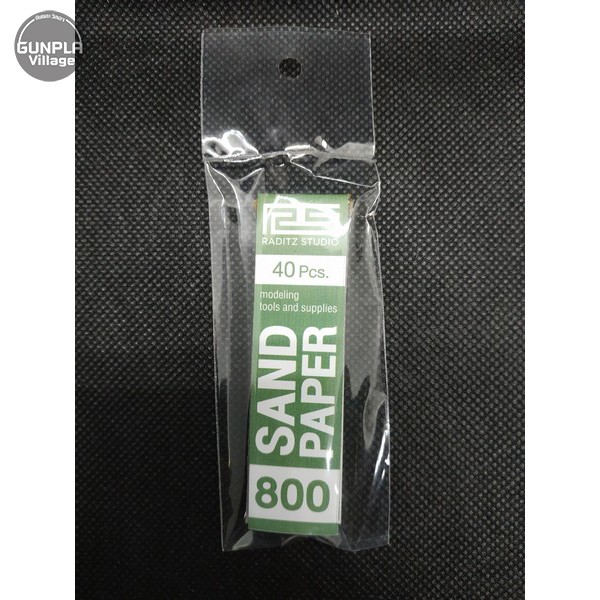 GUNPLA
Village
RADITZ STUDIO
40 Pcs.
modeling
tools and supplies
SAND
PAPER
800